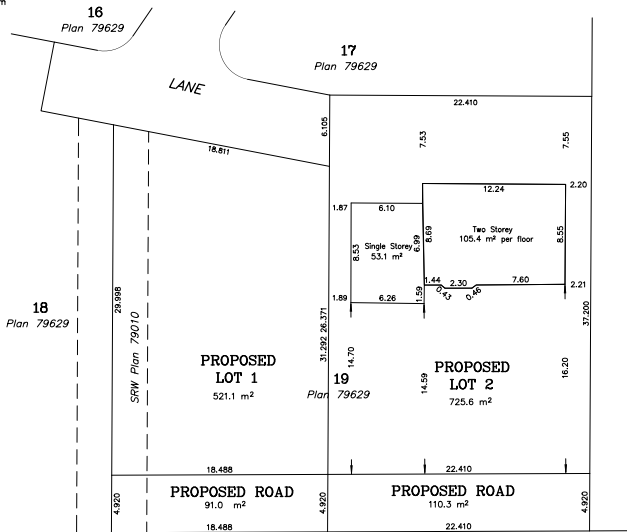 m
16
Plan 79629
17
Plan 79629
LANE
22.410
6.105
7.53
7.55
18.811
12.24
2.20
1.87
6.10
Two Storey
105.4 m² per floor
Single Storey
53.1 m²
8.53
6.99
8.69
8.55
1.44
2.30
7.60
2.21
0.43
0.46
1.89
6.26
1.59
18
Plan 79629
29.998
SRW Plan 79010
31.292
26.371
37.200
14.70
14.59
16.20
PROPOSED
LOT 1
521.1 m²
19
Plan 79629
PROPOSED
LOT 2
725.6 m²
18.488
22.410
4.920
PROPOSED ROAD
91.0 m²
4.920
PROPOSED ROAD
110.3 m²
4.920
18.488
22.410